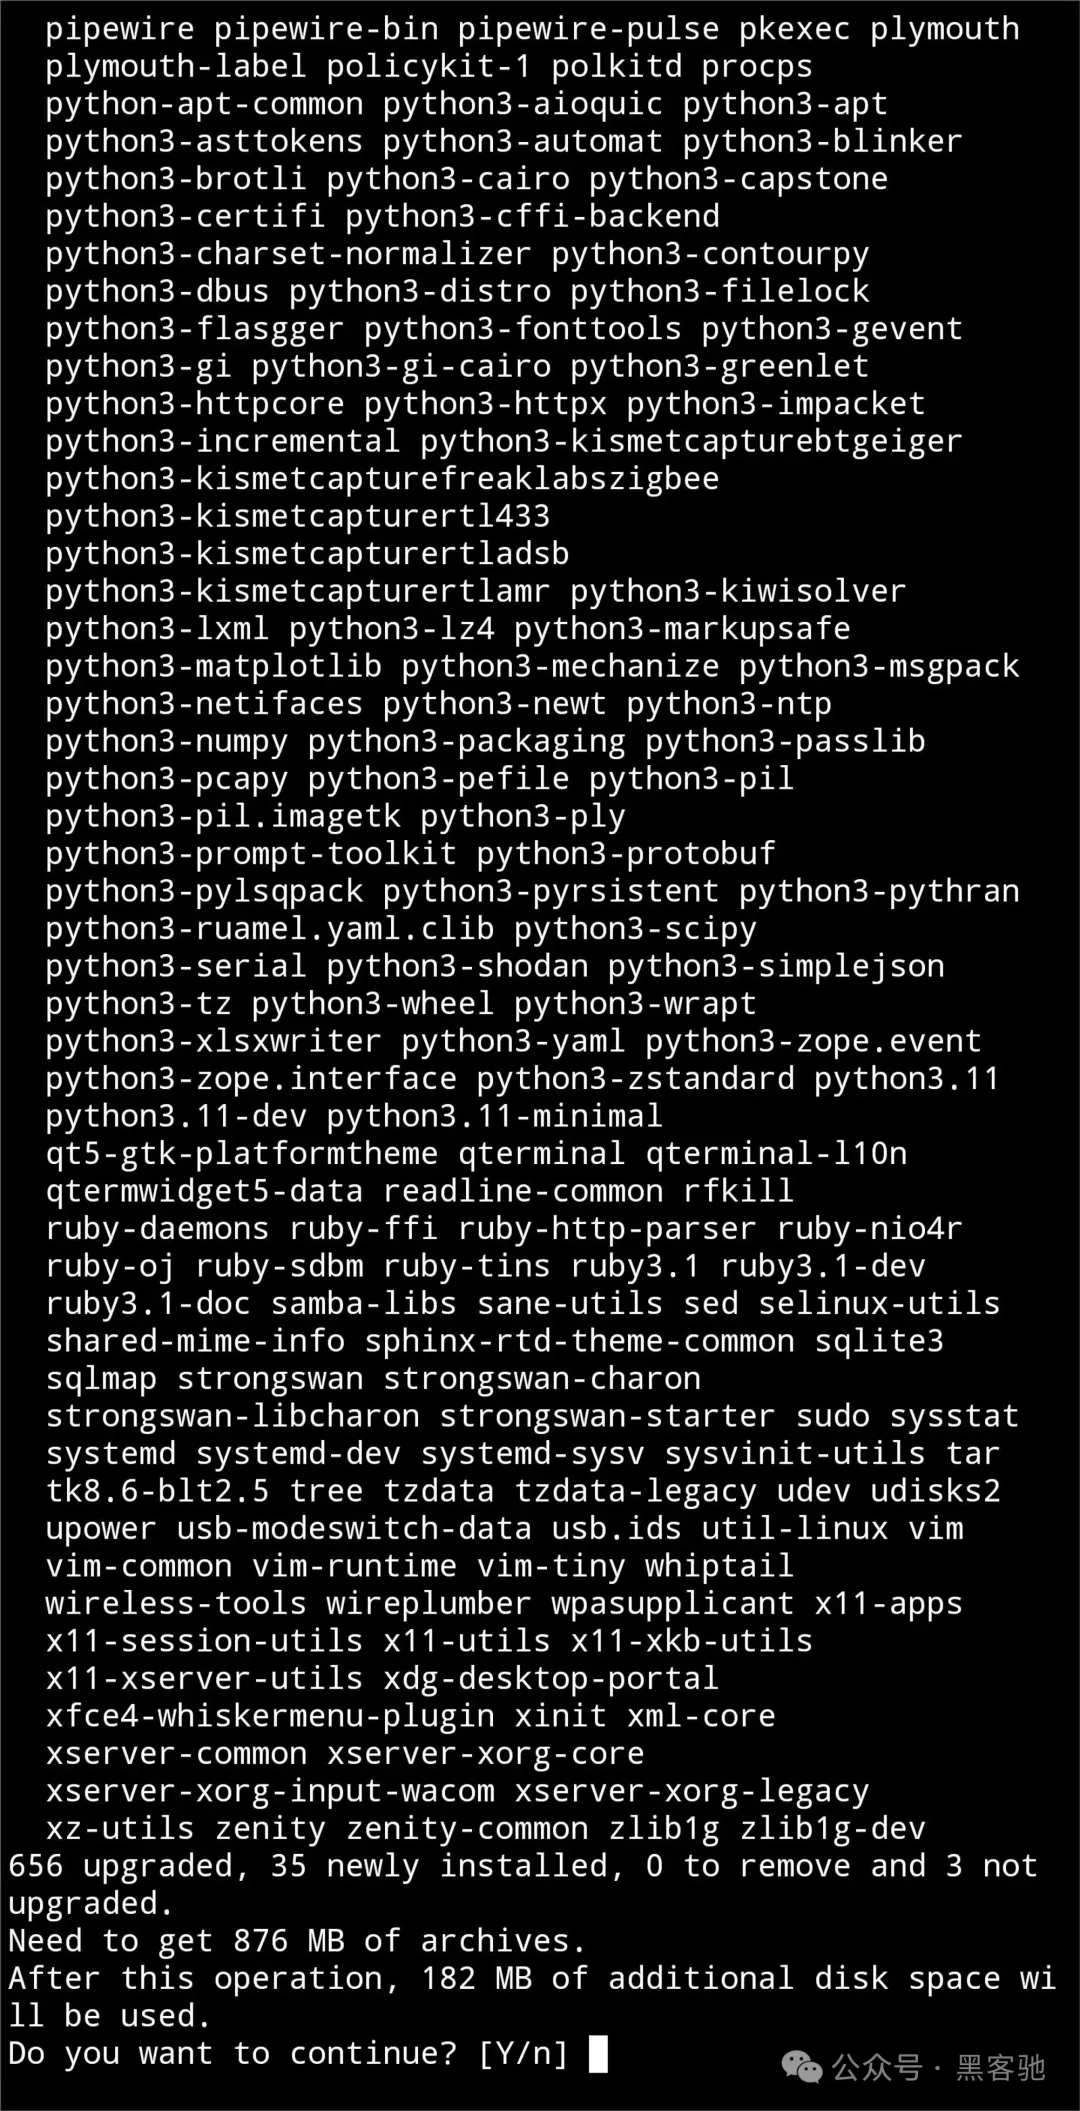 pipewire pipewire-bin pipewire-pulse pkexec plymouth
plymouth-label policykit-1 polkitd procps
python-apt-common python3-aioquic python3-apt
python3-asttokens python3-automat python3-blinker
python3-brotli python3-cairo python3-capstone
python3-certifi python3-cffi-backend
python3-charset-normalizer python3-contourpy
python3-dbus python3-distro python3-filelock
python3-flasgger python3-fonttools python3-gevent
python3-gi python3-gi-cairo python3-greenlet
python3-httpcore python3-httpx python3-impacket
python3-incremental python3-kismetcapturebtgeiger
python3-kismetcapturefreaklabszigbee
python3-kismetcapturertl433
python3-kismetcapturertladsb
python3-kismetcapturertlamr python3-kiwisolver
python3-lxml python3-lz4 python3-markupsafe
python3-matplotlib python3-mechanize python3-msgpack
python3-netifaces python3-newt python3-ntp
python3-numpy python3-packaging python3-passlib
python3-pcapy python3-pefile python3-pil
python3-pil.imagetk python3-ply
python3-prompt-toolkit python3-protobuf
python3-pylsqpack python3-pyrsistent python3-pythran
python3-ruamel.yaml.clib python3-scipy
python3-serial python3-shodan python3-simplejson
python3-tz python3-wheel python3-wrapt
python3-xlsxwriter python3-yaml python3-zope.event
python3-zope.interface python3-zstandard python3.11
python3.11-dev python3.11-minimal
qt5-gtk-platformtheme qterminal qterminal-l10n
qtermwidget5-data readline-common rfkill
ruby-daemons ruby-ffi ruby-http-parser ruby-nio4r
ruby-oj ruby-sdbm ruby-tins ruby3.1 ruby3.1-dev
ruby3.1-doc samba-libs sane-utils sed selinux-utils
shared-mime-info sphinx-rtd-theme-common sqlite3
sqlmap strongswan strongswan-charon
strongswan-libcharon strongswan-starter sudo sysstat
systemd systemd-dev systemd-sysv sysvinit-utils tar
tk8.6-blt2.5 tree tzdata tzdata-legacy udev udisks2
upower usb-modeswitch-data usb.ids util-linux vim
vim-common vim-runtime vim-tiny whiptail
wireless-tools wireplumber wpasupplicant x11-apps
x11-session-utils x11-utils x11-xkb-utils
x11-xserver-utils xdg-desktop-portal
xfce4-whiskermenu-plugin xinit xml-core
xserver-common xserver-xorg-core
xserver-xorg-input-wacom xserver-xorg-legacy
xz-utils zenity zenity-common zlib1g zlib1g-dev
656 upgraded, 35 newly installed, 0 to remove and 3 not
upgraded.
Need to get 876 MB of archives.
After this operation, 182 MB of additional disk space wi
ll be used.
Do you want to continue? [Y/n]
公众号 · 黑客驰